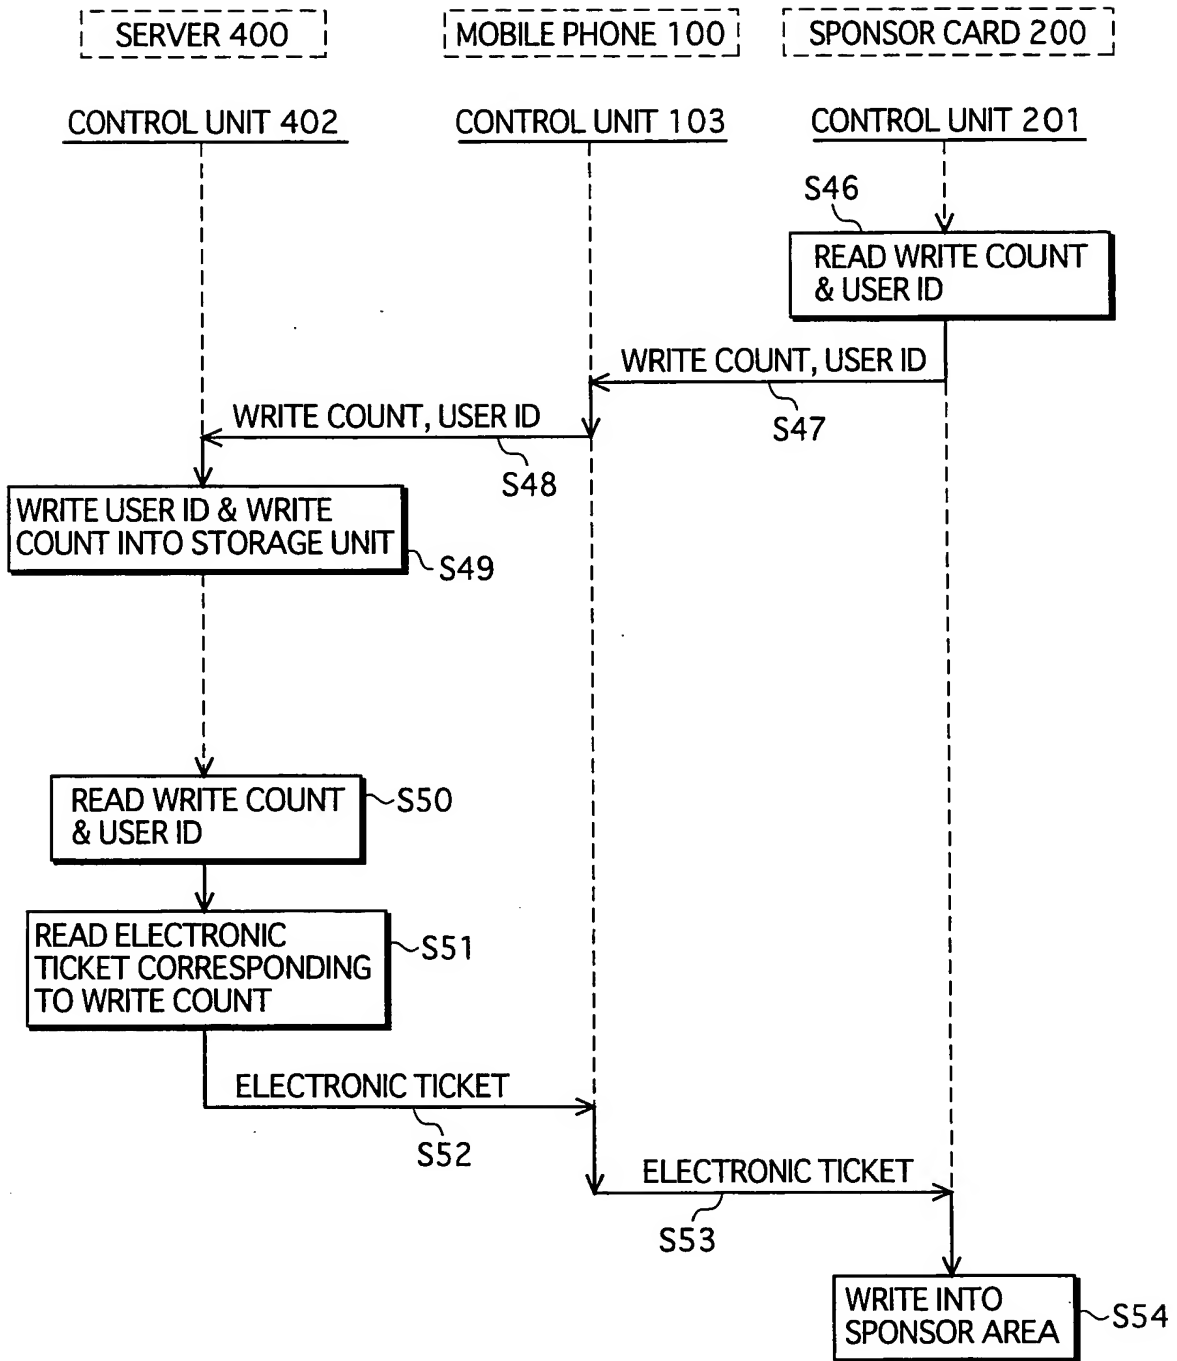 SERVER 400
MOBILE PHONE 100
SPONSOR CARD 200
CONTROL UNIT 402
CONTROL UNIT 103
CONTROL UNIT 201
S46
READ WRITE COUNT
& USER ID
WRITE COUNT, USER ID
S47
WRITE COUNT, USER ID
S48
WRITE USER ID & WRITE
COUNT INTO STORAGE UNIT
S49
READ WRITE COUNT
& USER ID
S50
READ ELECTRONIC
TICKET CORRESPONDING
TO WRITE COUNT
S51
ELECTRONIC TICKET
S52
ELECTRONIC TICKET
S53
WRITE INTO
SPONSOR AREA
S54